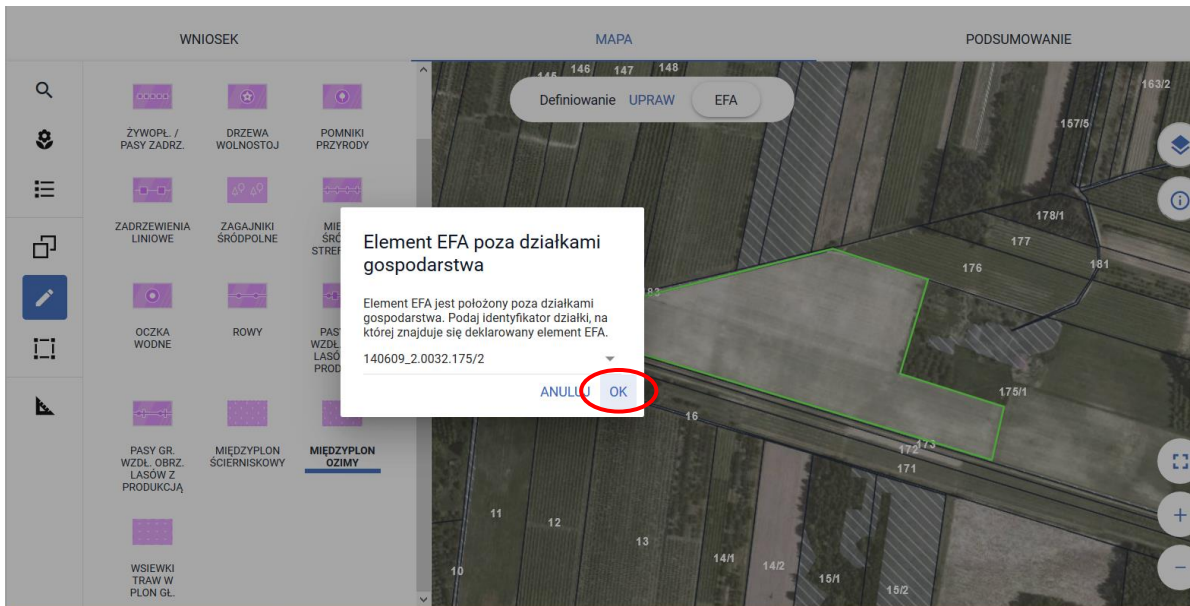 WNIOSEK
MAPA
PODSUMOWANIE
Definiowanie UPRAW EFA
ŻYWOPŁ. /
PASY ZADRZ.
DRZEWA
WOLNOSTOJ
POMNIKI
PRZYRODY
ZADRZEWIENIA
LINIOWE
ZAGAJNIKI
ŚRÓDPOLNE
OCZKA
WODNE
ROWY
PASY GR.
WZDŁ. OBRZ.
LASÓW Z
PRODUKCJĄ
MIĘDZYPLON
ŚCIERNISKOWY
MIĘDZYPLON
OZIMY
WSIEWKI
TRAW W
PLON GŁ.
Element EFA poza działkami
gospodarstwa
Element EFA jest położony poza działkami
gospodarstwa. Podaj identyfikator działki, na
której znajduje się deklarowany element EFA.
140609_2.0032.175/2
ANULUJ OK
146
147
148
163/2
157/5
178/1
177
176
181
175/1
16
172
173
171
11
12
13
10
14/1
14/2
15/1
15/2